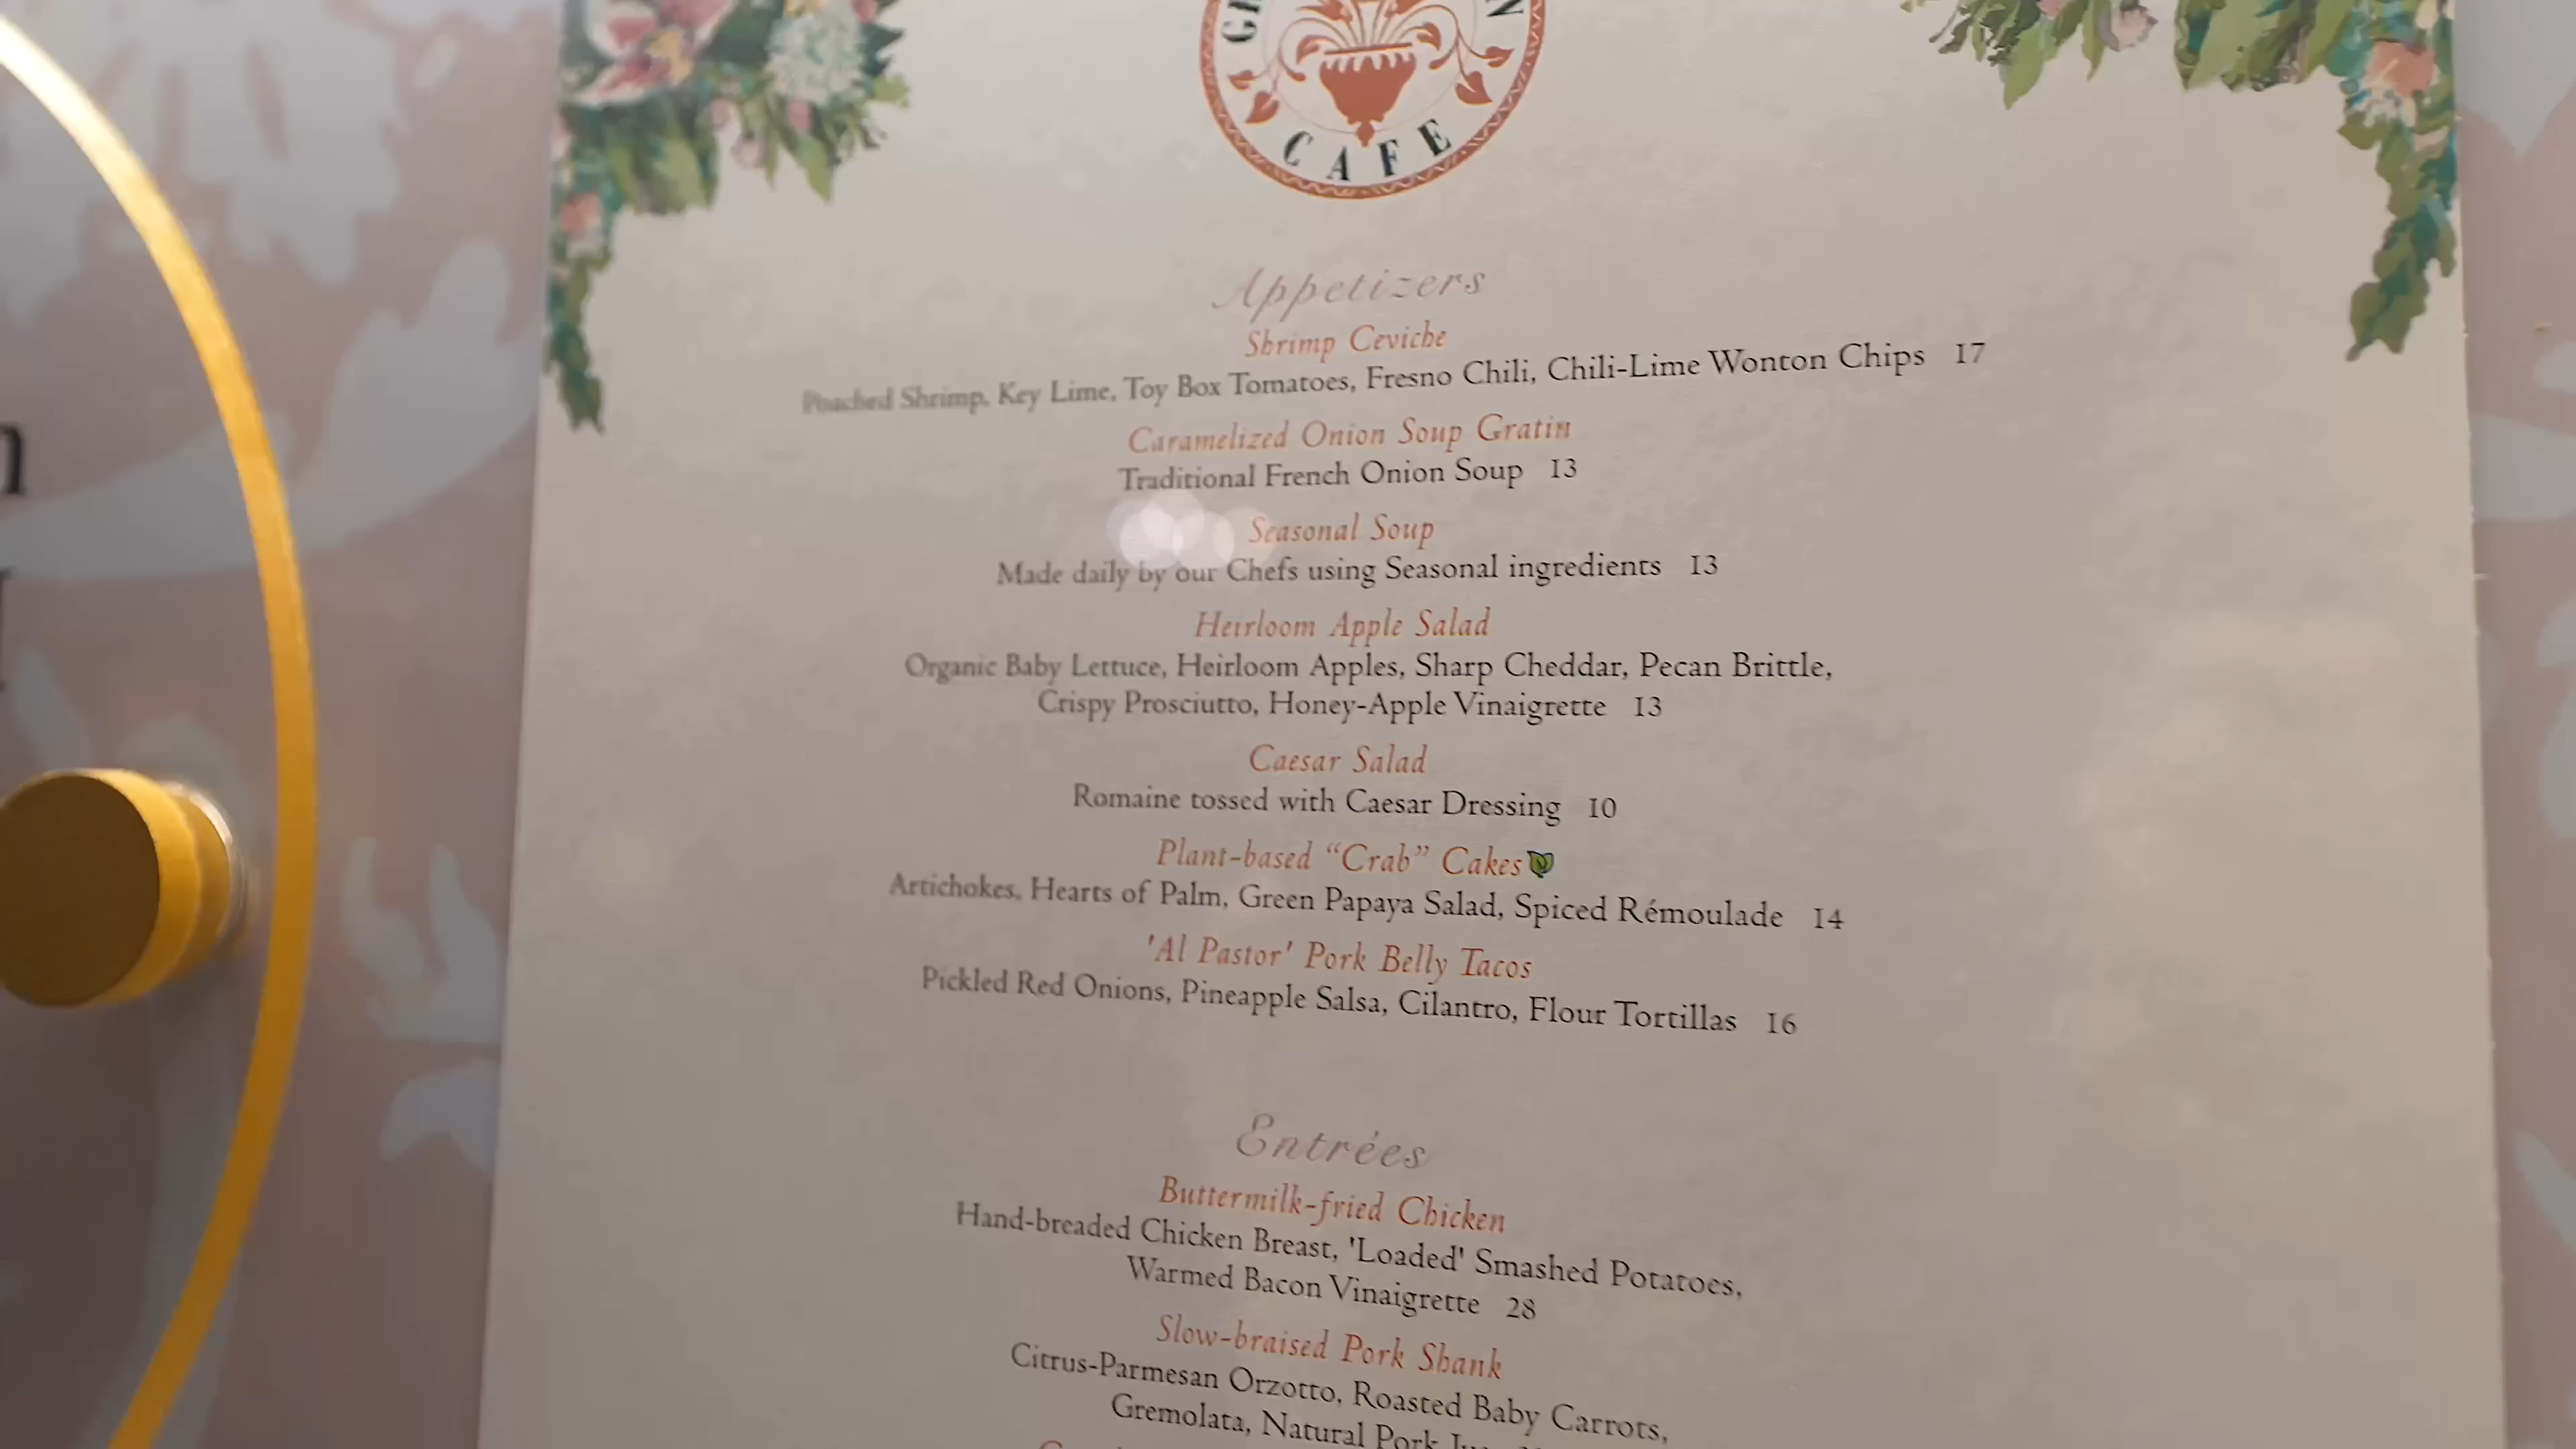 CAFE
Appetizers
Shrimp Ceviche
Poached Shrimp, Key Lime, Toy Box Tomatoes, Fresno Chili, Chili-Lime Wonton Chips 17
Caramelized Onion Soup Gratin
Traditional French Onion Soup 13
Seasonal Soup
Made daily by our Chefs using Seasonal ingredients 13
Heirloom Apple Salad
Organic Baby Lettuce, Heirloom Apples, Sharp Cheddar, Pecan Brittle,
Crispy Prosciutto, Honey-Apple Vinaigrette 13
Caesar Salad
Romaine tossed with Caesar Dressing 10
Plant-based “Crab” Cakes
Artichokes, Hearts of Palm, Green Papaya Salad, Spiced Rémoulade 14
'Al Pastor' Pork Belly Tacos
Pickled Red Onions, Pineapple Salsa, Cilantro, Flour Tortillas 16
Entrées
Buttermilk-fried Chicken
Hand-breaded Chicken Breast, 'Loaded' Smashed Potatoes,
Warmed Bacon Vinaigrette 28
Slow-braised Pork Shank
Citrus-Parmesan Orzotto, Roasted Baby Carrots,
Gremolata, Natural Pork